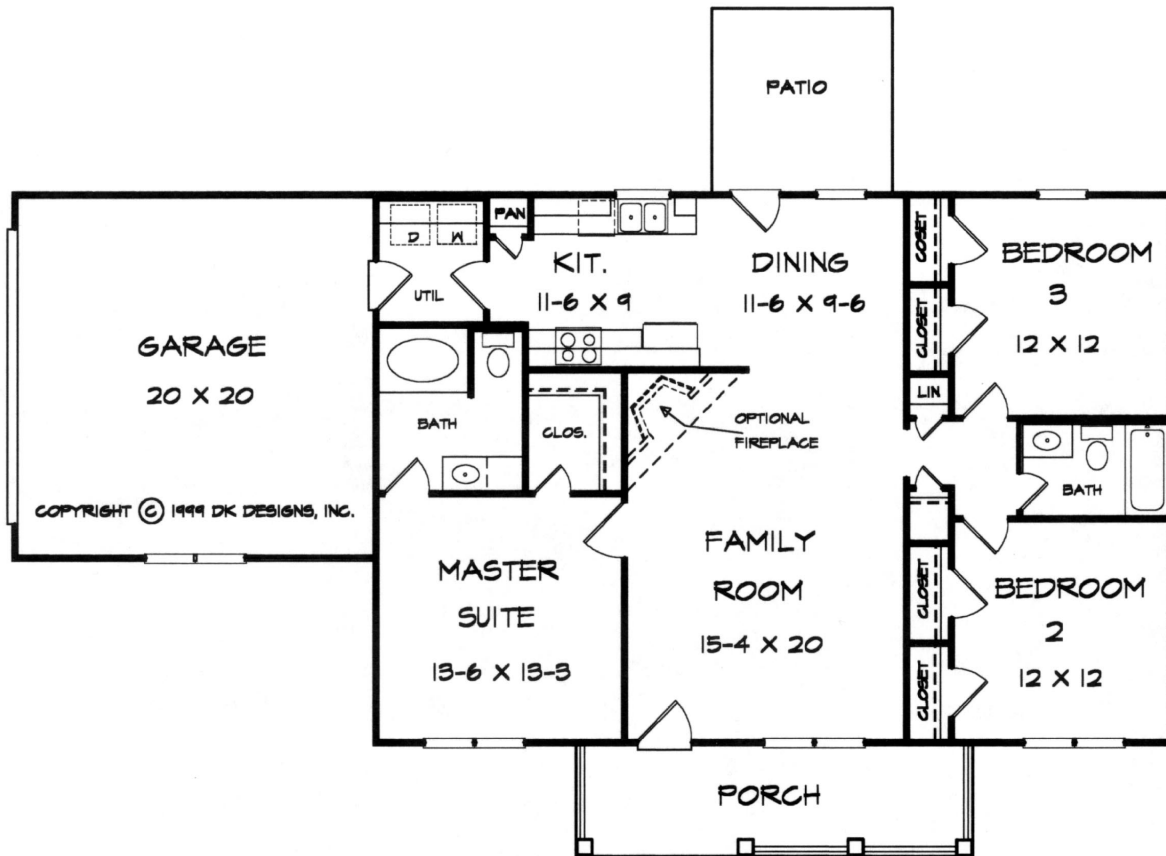 PATIO
PAN
D W
UTIL
KIT.
11-6 X 9
DINING
11-6 X 9-6
COSET
CLOSET
BEDROOM
3
12 X 12
GARAGE
20 X 20
COPYRIGHT © 1999 DK DESIGNS, INC.
BATH
CLOS.
OPTIONAL
FIREPLACE
LIN
BATH
MASTER
SUITE
13-6 X 13-3
FAMILY
ROOM
15-4 X 20
CLOSET
CLOSET
BEDROOM
2
12 X 12
PORCH